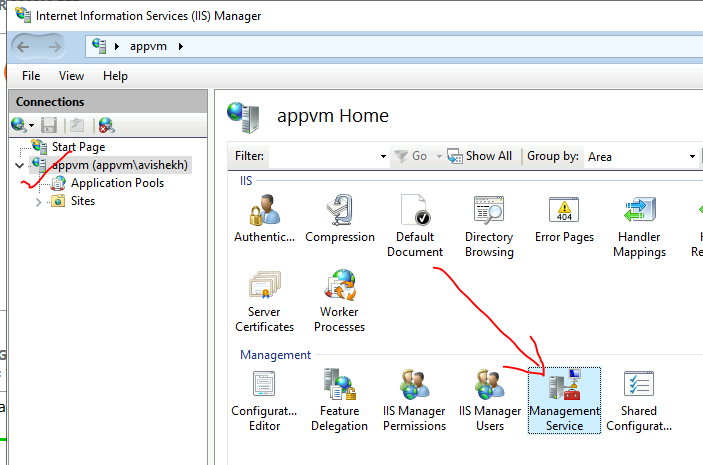 Internet Information Services (IIS) Manager
appvm
File View Help
Connections
Start Page
appvm (appvm\avishekh)
Application Pools
Sites
appvm Home
Filter: Go Show All Group by: Area
IIS
Authentic... Compression Default Document Directory Browsing Error Pages Handler Mappings
404
Server Certificates Worker Processes
Management
Configurat... Editor Feature Delegation IIS Manager Permissions IIS Manager Users Management Service Shared Configurat...